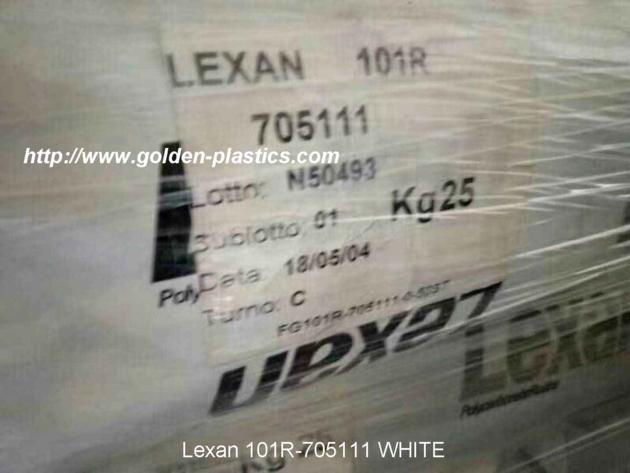 LEXAN 101R
705111
http://www.golden-plastics.com
Lotto: N50493
Sublotto: 01 Kg25
Data: 18/05/04
Poly
Turno: C
Lexan
Lexan
Lexan 101R-705111 WHITE